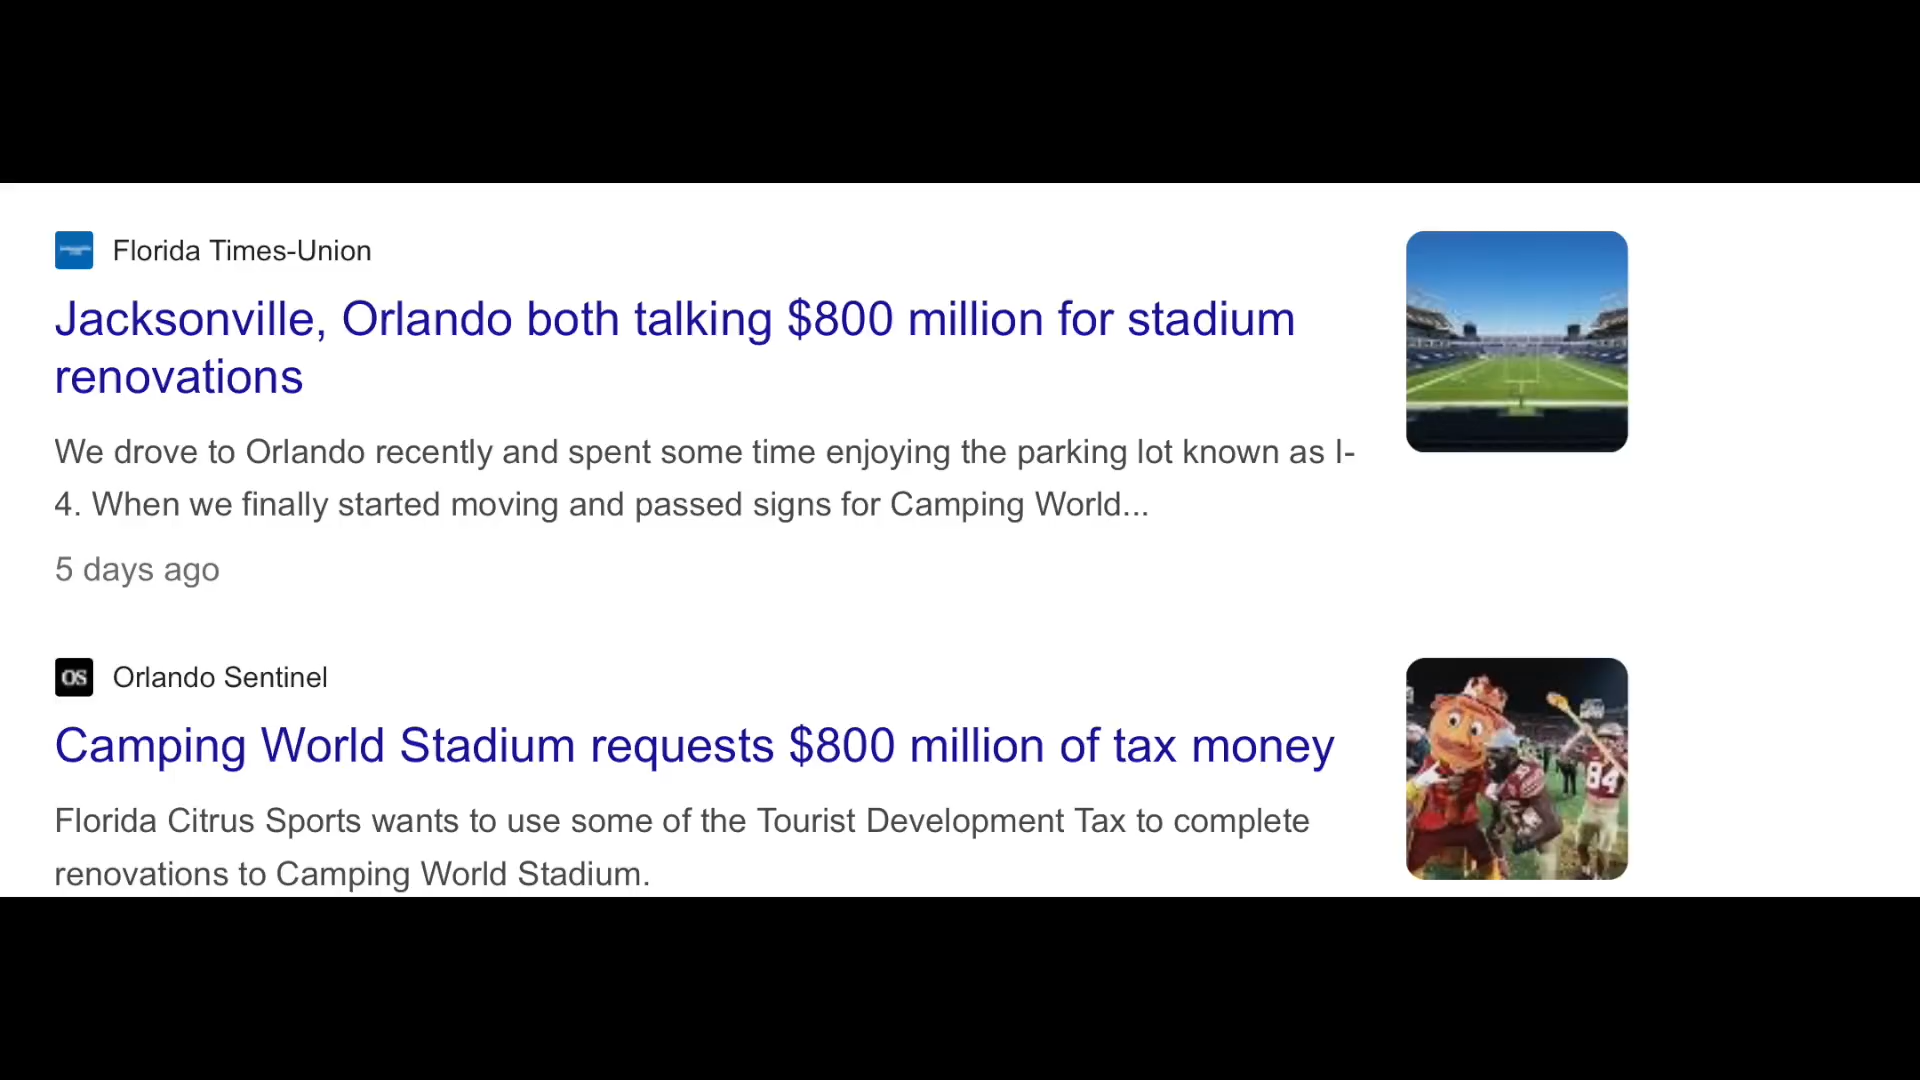 Florida Times-Union
Jacksonville, Orlando both talking $800 million for stadium
renovations
We drove to Orlando recently and spent some time enjoying the parking lot known as I-
4. When we finally started moving and passed signs for Camping World...
5 days ago
OS
Orlando Sentinel
Camping World Stadium requests $800 million of tax money
Florida Citrus Sports wants to use some of the Tourist Development Tax to complete
renovations to Camping World Stadium.
84